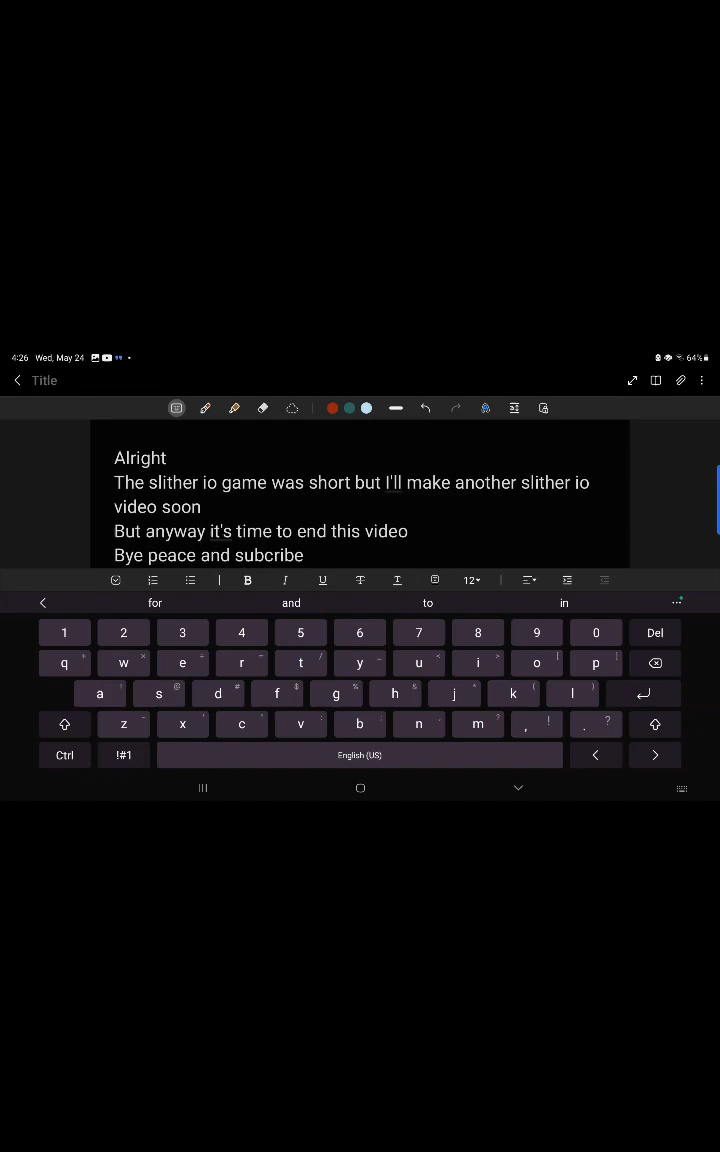 4:26 Wed, May 24 64%
Title
Alright
The slither io game was short but I'll make another slither io
video soon
But anyway it's time to end this video
Bye peace and subcribe
B I U T T 12
for and to in
1 2 3 4 5 6 7 8 9 0 Del
q w e r t y u i o p
a s d f g h j k l
z x c v b n m , ! . ?
Ctrl !#1 English (US)